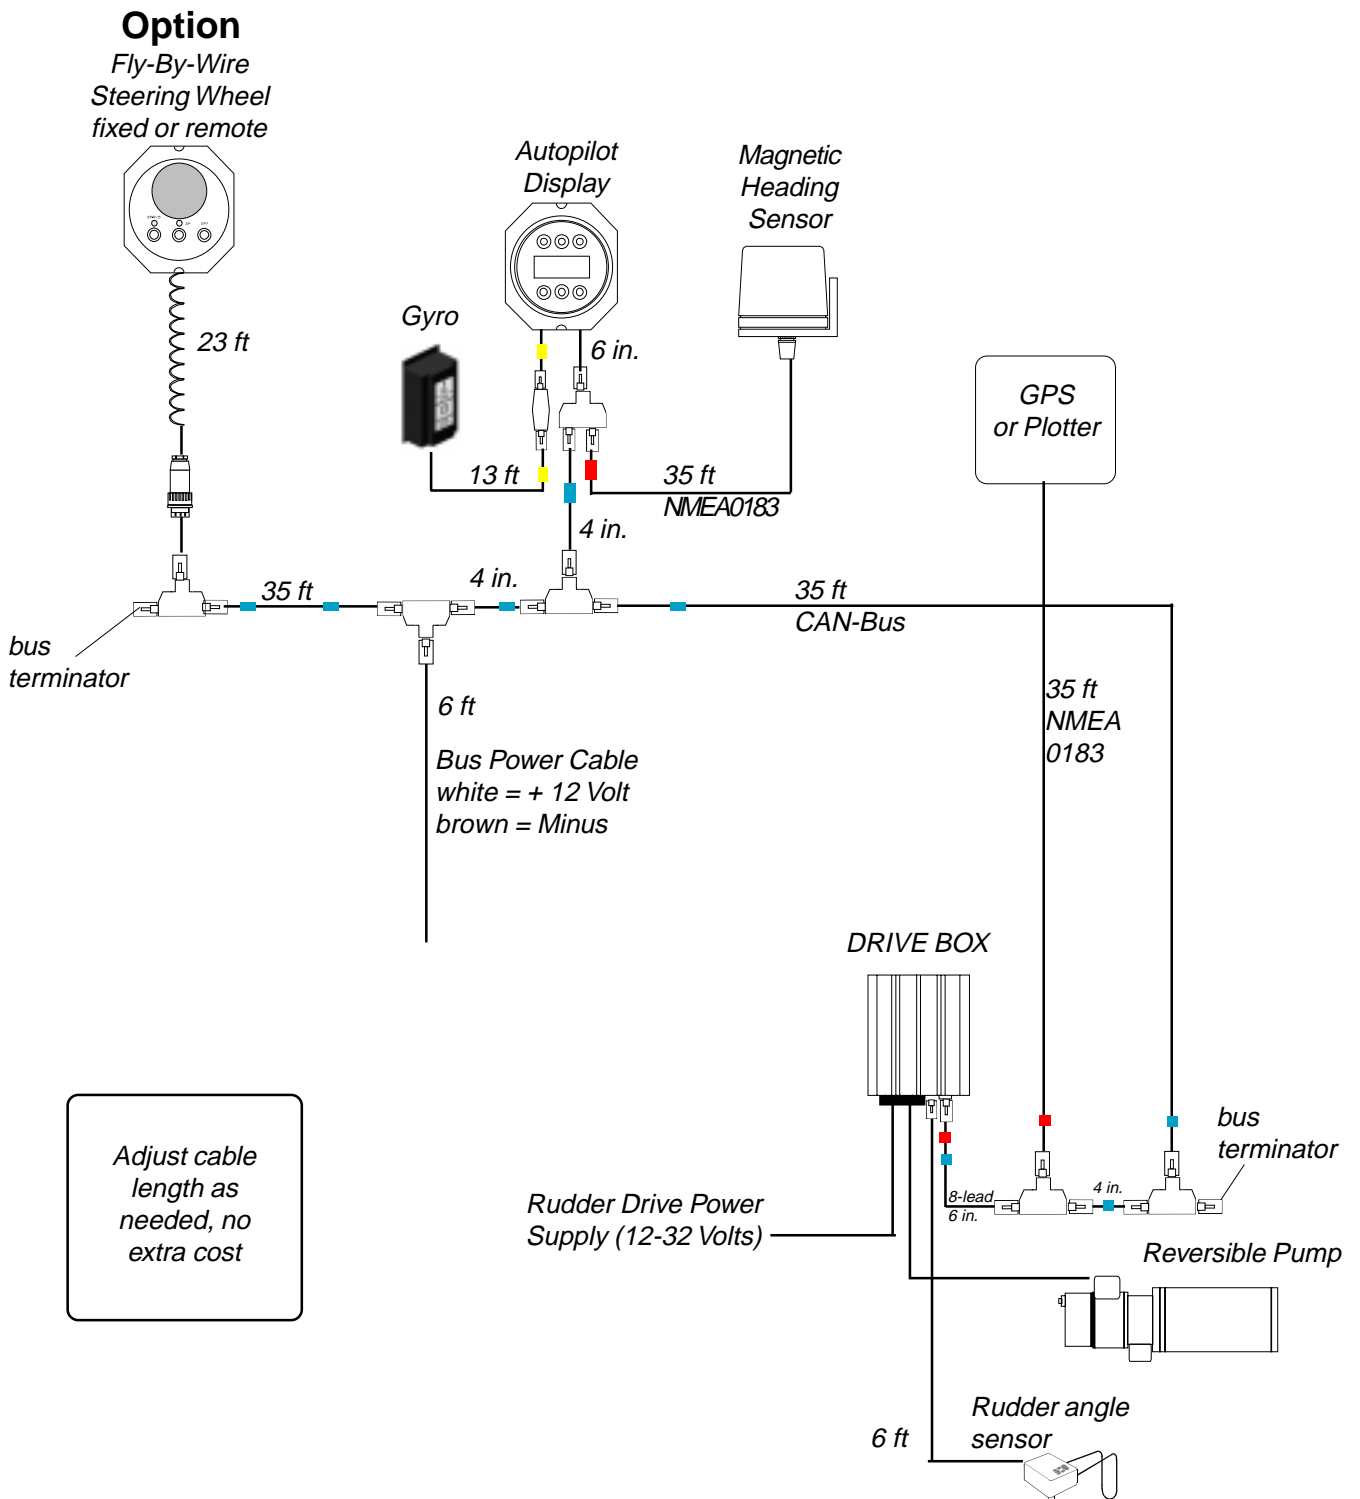 Option
Fly-By-Wire
Steering Wheel
fixed or remote
Autopilot
Display
Magnetic
Heading
Sensor
Gyro
23 ft
6 in.
GPS
or Plotter
13 ft
35 ft
NMEA0183
4 in.
35 ft
4 in.
35 ft
CAN-Bus
bus
terminator
6 ft
35 ft
NMEA
0183
Bus Power Cable
white = + 12 Volt
brown = Minus
DRIVE BOX
Adjust cable
length as
needed, no
extra cost
bus
terminator
8-lead
6 in.
4 in.
Rudder Drive Power
Supply (12-32 Volts)
Reversible Pump
6 ft
Rudder angle
sensor